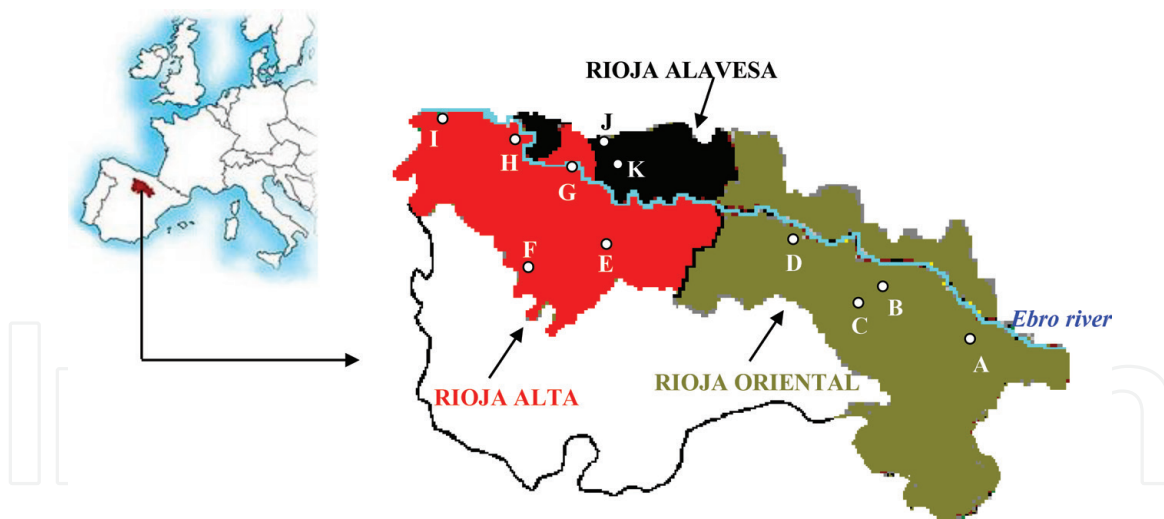 RIOJA ALAVESA
I
H
J
K
G
F
E
D
B
C
A
Ebro river
RIOJA ALTA
RIOJA ORIENTAL